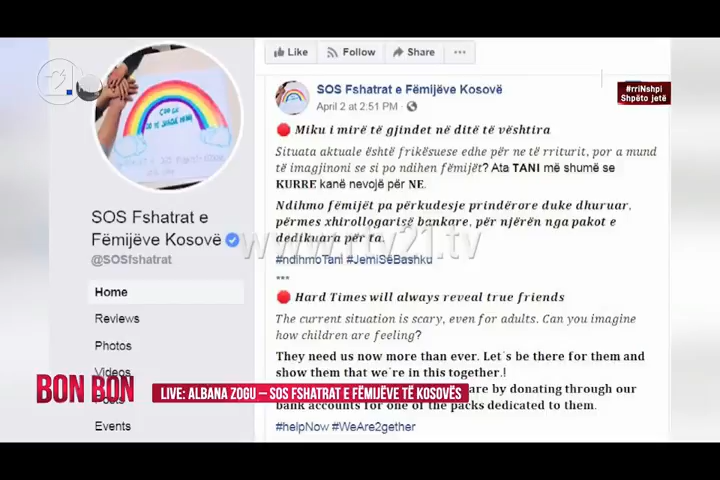 Like Follow Share ...
SOS Fshatrat e Fëmijëve Kosovë
April 2 at 2:51 PM
#rriNshpi
Shpëto jetë
Miku i mirë të gjindet në ditë të vështira
Situata aktuale është frikësuese edhe për ne të rriturit, por a mund
të imagjinoni se si po ndihen fëmijët? Ata TANI më shumë se
KURRE kanë nevojë për NE.
Ndihmo fëmijët pa përkudesje prindërore duke dhuruar,
përmes xhirollogarisë bankare, për njërën nga pakot e
dedikuara për ta.
#ndihmoTani #JemiSëBashku
***
Hard Times will always reveal true friends
The current situation is scary, even for adults. Can you imagine
how children are feeling?
They need us now more than ever. Let's be there for them and
show them that we're in this together.!
are by donating through our
bank accounts for one of the packs dedicated to them.
#helpNow #WeAre2gether
SOS Fshatrat e
Fëmijëve Kosovë
@SOSfshatrat
Home
Reviews
Photos
Videos
Posts
Events
www.rtv21.tv
BON BON
LIVE: ALBANA ZOGU – SOS FSHATRAT E FËMIJËVE TË KOSOVËS